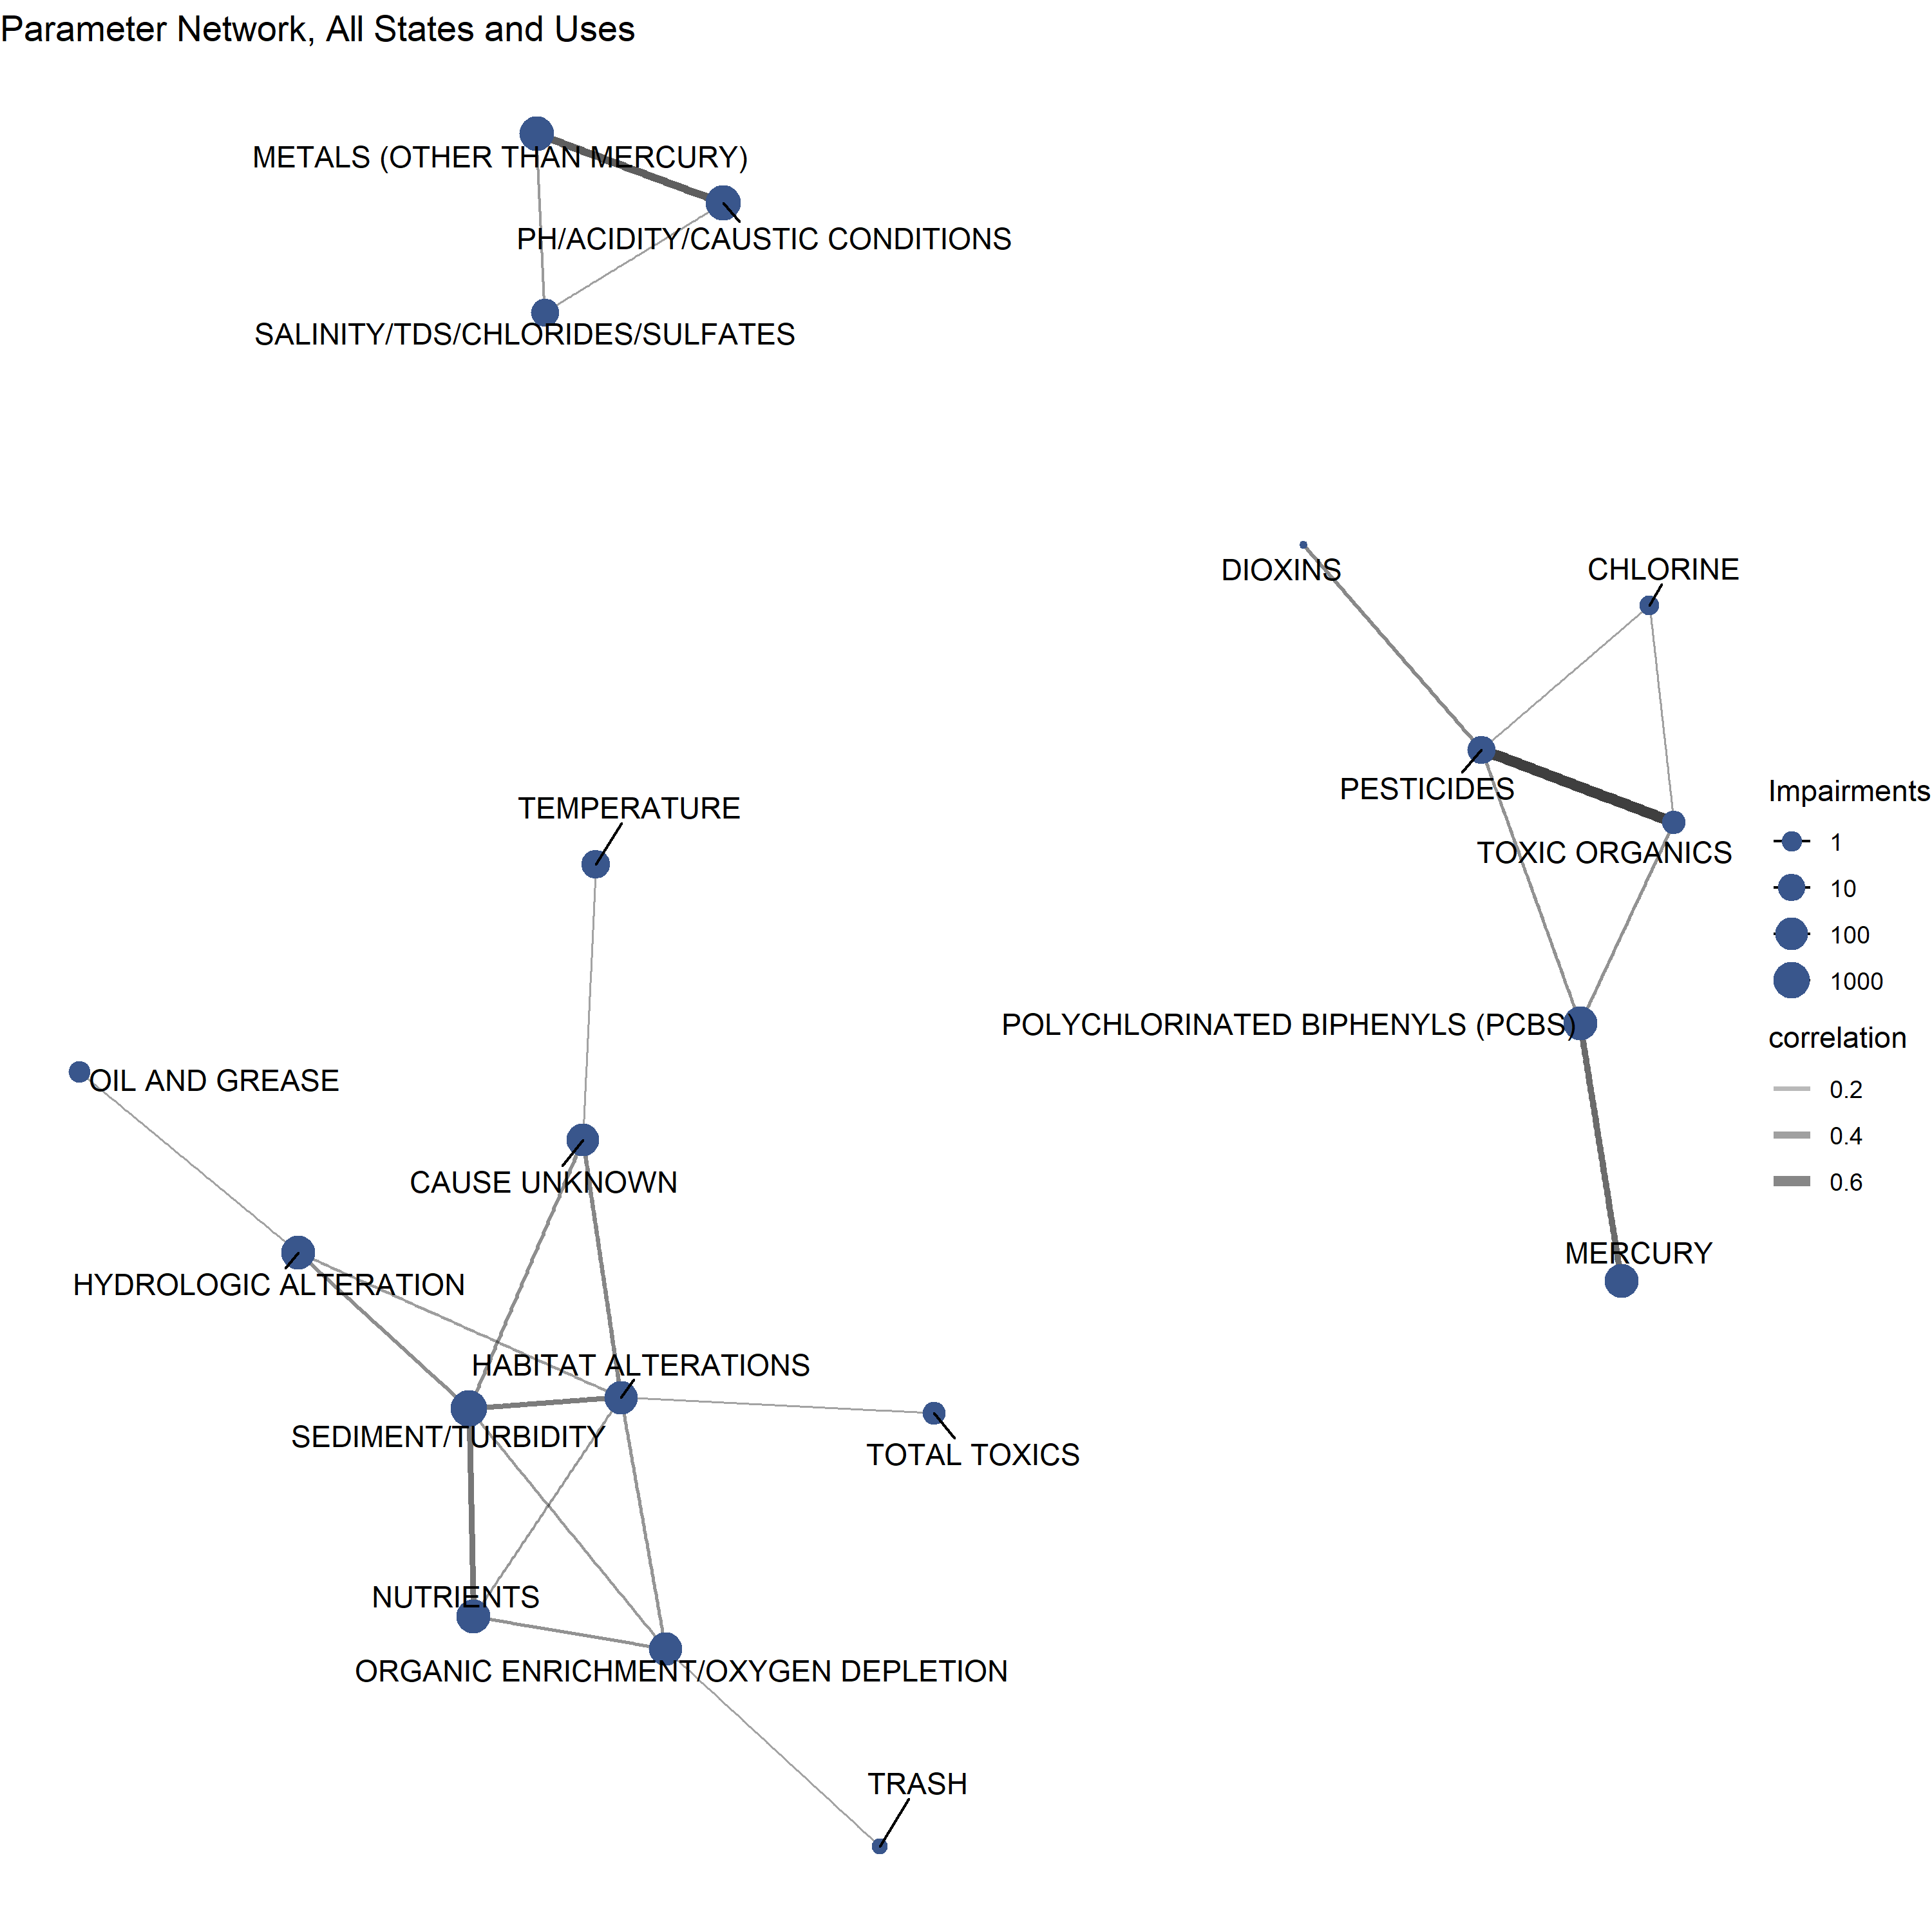 Parameter Network, All States and Uses
METALS (OTHER THAN MERCURY)
PH/ACIDITY/CAUSTIC CONDITIONS
SALINITY/TDS/CHLORIDES/SULFATES
DIOXINS
CHLORINE
PESTICIDES
TOXIC ORGANICS
POLYCHLORINATED BIPHENYLS (PCBS)
MERCURY
TEMPERATURE
OIL AND GREASE
CAUSE UNKNOWN
HYDROLOGIC ALTERATION
HABITAT ALTERATIONS
SEDIMENT/TURBIDITY
TOTAL TOXICS
NUTRIENTS
ORGANIC ENRICHMENT/OXYGEN DEPLETION
TRASH
Impairments
1
10
100
1000
correlation
0.2
0.4
0.6